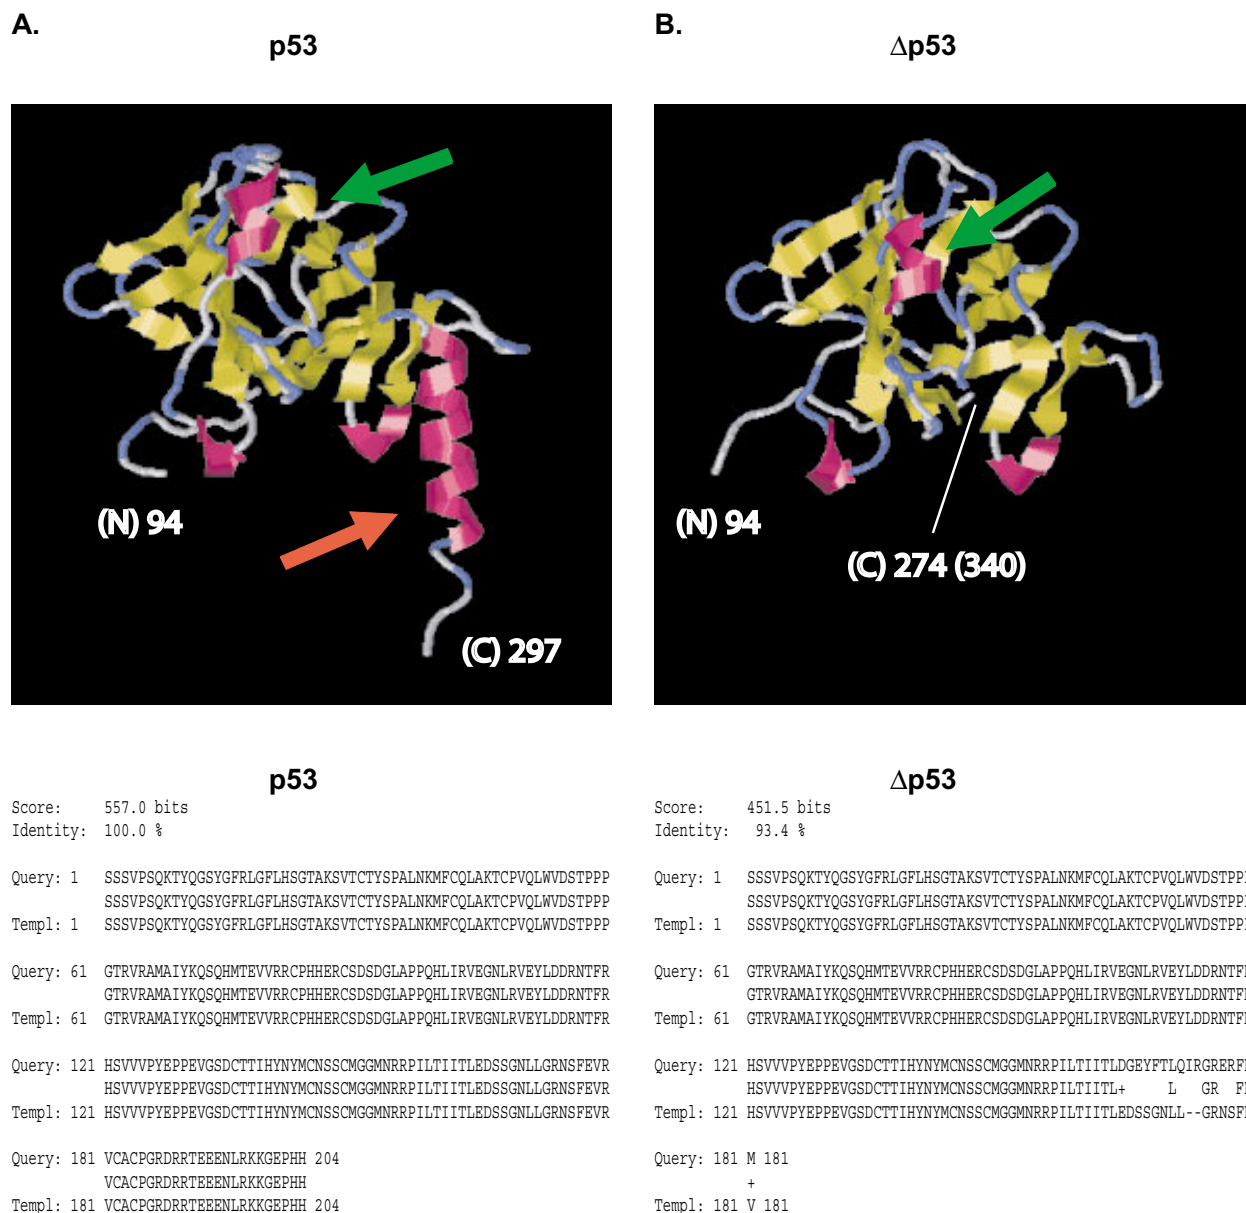 A.
p53
B.
Δp53
(N) 94
(C) 297
(N) 94
(C) 274 (340)
p53
Score: 557.0 bits
Identity: 100.0 %
Query: 1 SSSVPSQKTYQGSYGFRLGFLHSGTAKSVTCTYSPALNKMFCQLAKTCPVQLWVDSTPPP
SSSVPSQKTYQGSYGFRLGFLHSGTAKSVTCTYSPALNKMFCQLAKTCPVQLWVDSTPPP
Templ: 1 SSSVPSQKTYQGSYGFRLGFLHSGTAKSVTCTYSPALNKMFCQLAKTCPVQLWVDSTPPP
Query: 61 GTRVRAMAIYKQSQHMTEVVRRCPHHERCSDSDGLAPPQHLIRVEGNLRVEYLDDRNTFR
GTRVRAMAIYKQSQHMTEVVRRCPHHERCSDSDGLAPPQHLIRVEGNLRVEYLDDRNTFR
Templ: 61 GTRVRAMAIYKQSQHMTEVVRRCPHHERCSDSDGLAPPQHLIRVEGNLRVEYLDDRNTFR
Query: 121 HSVVVPYEPPEVGSDCTTIHYNYMCNSSCMGGMNRRPILTIITLEDSSGNLLGRNSFEVR
HSVVVPYEPPEVGSDCTTIHYNYMCNSSCMGGMNRRPILTIITLEDSSGNLLGRNSFEVR
Templ: 121 HSVVVPYEPPEVGSDCTTIHYNYMCNSSCMGGMNRRPILTIITLEDSSGNLLGRNSFEVR
Query: 181 VCACPGRDRRTEEENLRKKGEPHH 204
VCACPGRDRRTEEENLRKKGEPHH
Templ: 181 VCACPGRDRRTEEENLRKKGEPHH 204
Δp53
Score: 451.5 bits
Identity: 93.4 %
Query: 1 SSSVPSQKTYQGSYGFRLGFLHSGTAKSVTCTYSPALNKMFCQLAKTCPVQLWVDSTPP
SSSVPSQKTYQGSYGFRLGFLHSGTAKSVTCTYSPALNKMFCQLAKTCPVQLWVDSTPP
Templ: 1 SSSVPSQKTYQGSYGFRLGFLHSGTAKSVTCTYSPALNKMFCQLAKTCPVQLWVDSTPP
Query: 61 GTRVRAMAIYKQSQHMTEVVRRCPHHERCSDSDGLAPPQHLIRVEGNLRVEYLDDRNTF
GTRVRAMAIYKQSQHMTEVVRRCPHHERCSDSDGLAPPQHLIRVEGNLRVEYLDDRNTF
Templ: 61 GTRVRAMAIYKQSQHMTEVVRRCPHHERCSDSDGLAPPQHLIRVEGNLRVEYLDDRNTF
Query: 121 HSVVVPYEPPEVGSDCTTIHYNYMCNSSCMGGMNRRPILTIITLDGEYFTLQIRGRERF
HSVVVPYEPPEVGSDCTTIHYNYMCNSSCMGGMNRRPILTIITL+ L GR F
Templ: 121 HSVVVPYEPPEVGSDCTTIHYNYMCNSSCMGGMNRRPILTIITLEDSSGNLL--GRNSF
Query: 181 M 181
+
Templ: 181 V 181